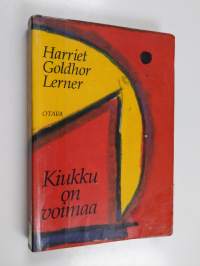 Harriet
Goldhor
Lerner
OTAVA
Kiukku
on
voimaa